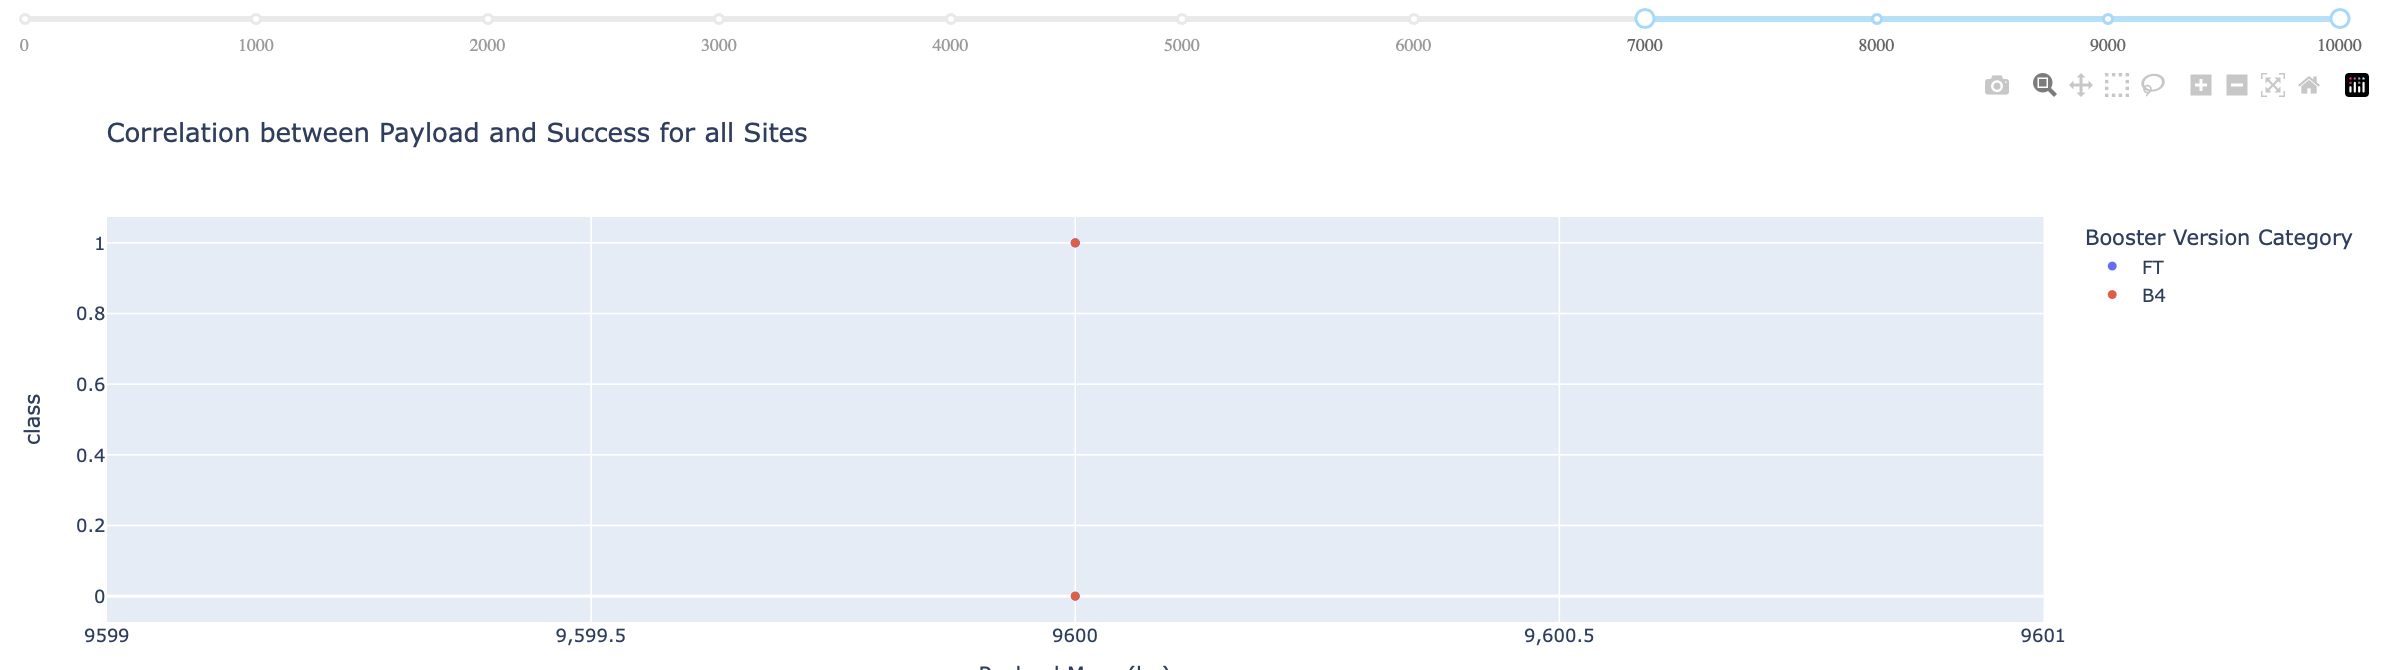 0 1000 2000 3000 4000 5000 6000 7000 8000 9000 10000
Correlation between Payload and Success for all Sites
1
0.8
0.6
0.4
0.2
0
class
Booster Version Category
FT
B4
9599 9,599.5 9600 9,600.5 9601